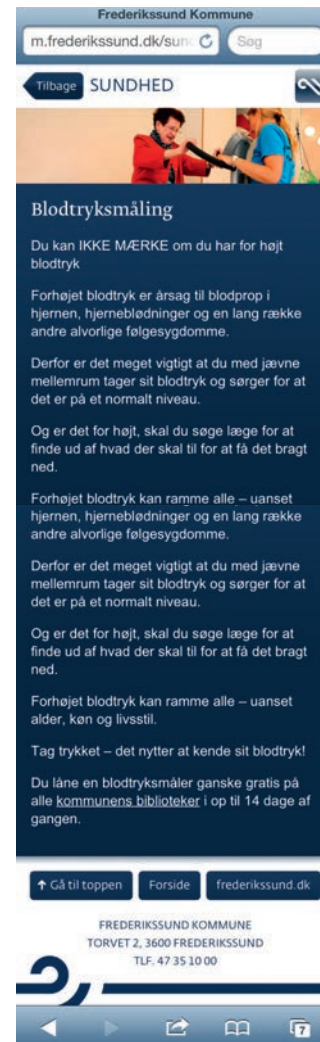 Frederikssund Kommune
m.frederikssund.dk/sun
Søg
Tilbage
SUNDHED
Blodtryksmåling
Du kan IKKE MÆRKE om du har for højt
blodtryk
Forhøjet blodtryk er årsag til blodprop i
hjernen, hjerneblødninger og en lang række
andre alvorlige følgesygdomme.
Derfor er det meget vigtigt at du med jævne
mellemrum tager sit blodtryk og sørger for at
det er på et normalt niveau.
Og er det for højt, skal du søge læge for at
finde ud af hvad der skal til for at få det bragt
ned.
Forhøjet blodtryk kan ramme alle – uanset
hjernen, hjerneblødninger og en lang række
andre alvorlige følgesygdomme.
Derfor er det meget vigtigt at du med jævne
mellemrum tager sit blodtryk og sørger for at
det er på et normalt niveau.
Og er det for højt, skal du søge læge for at
finde ud af hvad der skal til for at få det bragt
ned.
Forhøjet blodtryk kan ramme alle – uanset
alder, køn og livsstil.
Tag trykket – det nytter at kende sit blodtryk!
Du låne en blodtryksmåler ganske gratis på
alle kommunens biblioteker i op til 14 dage af
gangen.
Gå til toppen
Forside
frederikssund.dk
FREDERIKSSUND KOMMUNE
TORVET 2, 3600 FREDERIKSSUND
TLF. 47 35 10 00
7